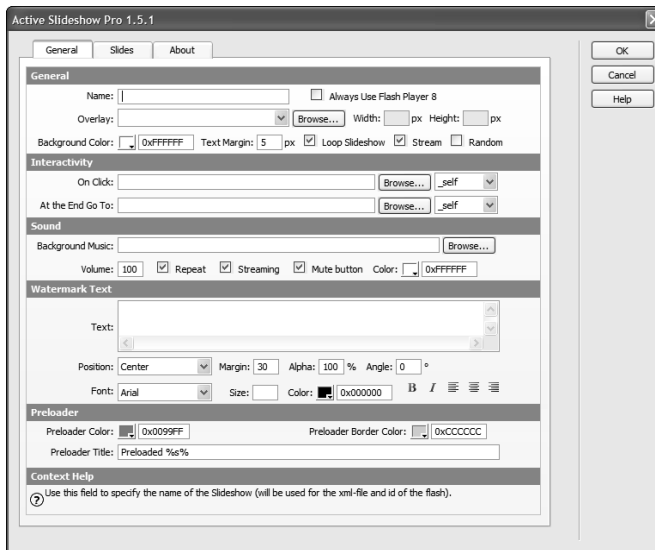 Active Slideshow Pro 1.5.1
General Slides About
OK
Cancel
Help
General
Name: Always Use Flash Player 8
Overlay: Browse... Width: px Height: px
Background Color: 0xFFFFFF Text Margin: 5 px Loop Slideshow Stream Random
Interactivity
On Click: Browse... _self
At the End Go To: Browse... _self
Sound
Background Music: Browse...
Volume: 100 Repeat Streaming Mute button Color: 0xFFFFFF
Watermark Text
Text:
Position: Center Margin: 30 Alpha: 100 % Angle: 0 °
Font: Arial Size: Color: 0x000000 B I
Preloader
Preloader Color: 0x0099FF Preloader Border Color: 0xCCCCCC
Preloader Title: Preloaded %s%
Context Help
? Use this field to specify the name of the Slideshow (will be used for the xml-file and id of the flash).